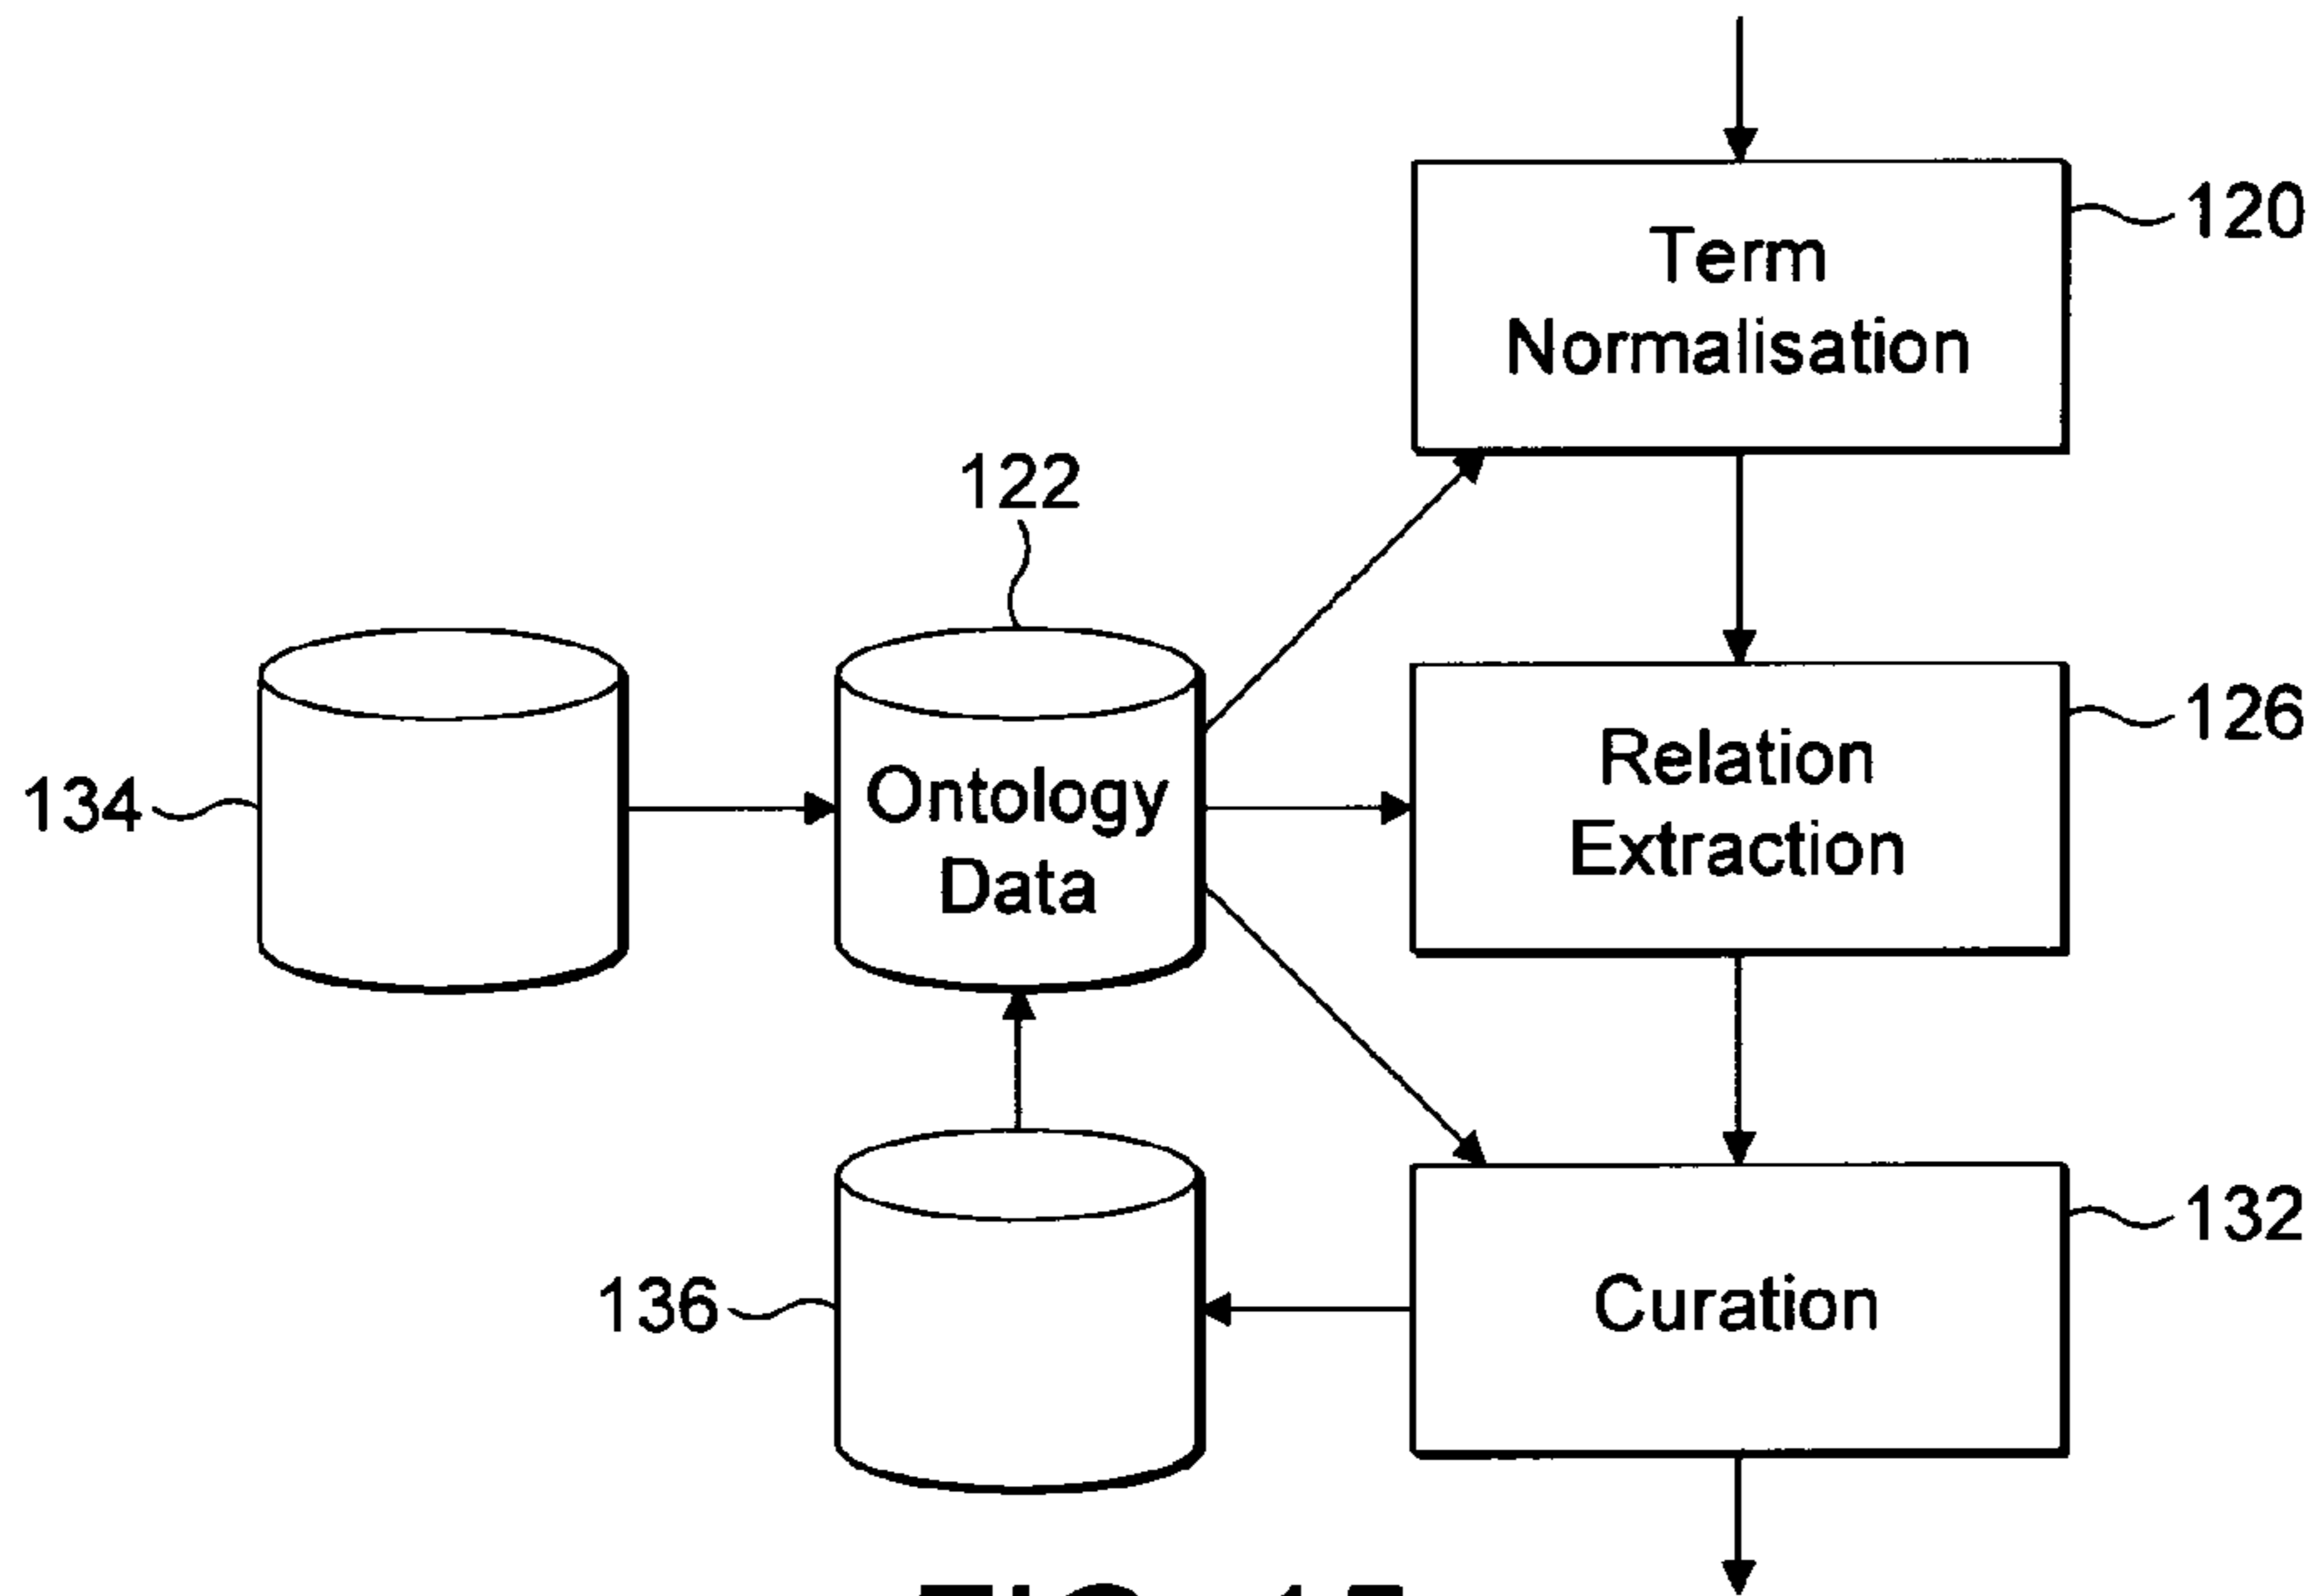 120
Term
Normalisation
122
126
Relation
Extraction
134
Ontology
Data
132
136
Curation